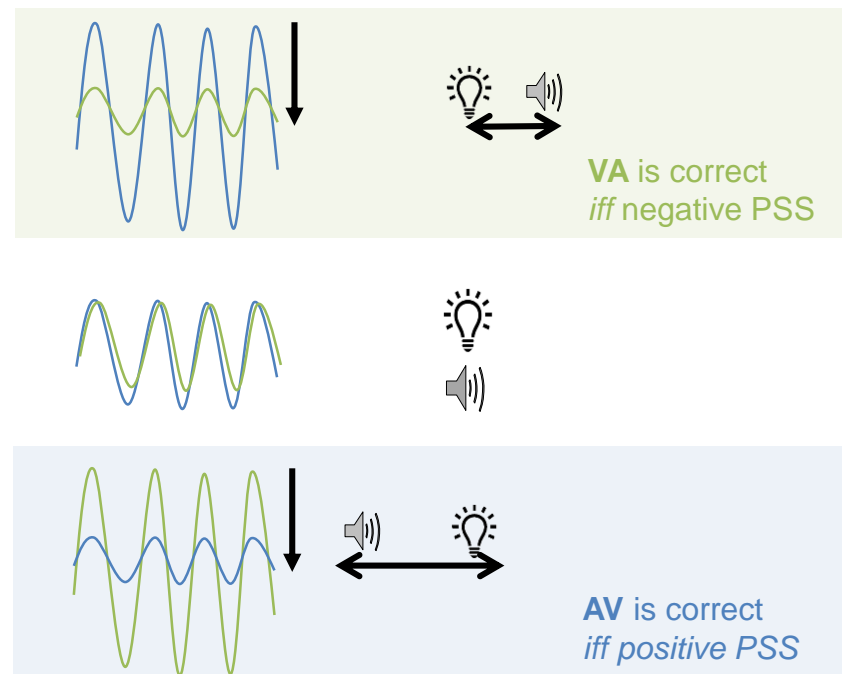 VA is correct
iff negative PSS
AV is correct
iff positive PSS